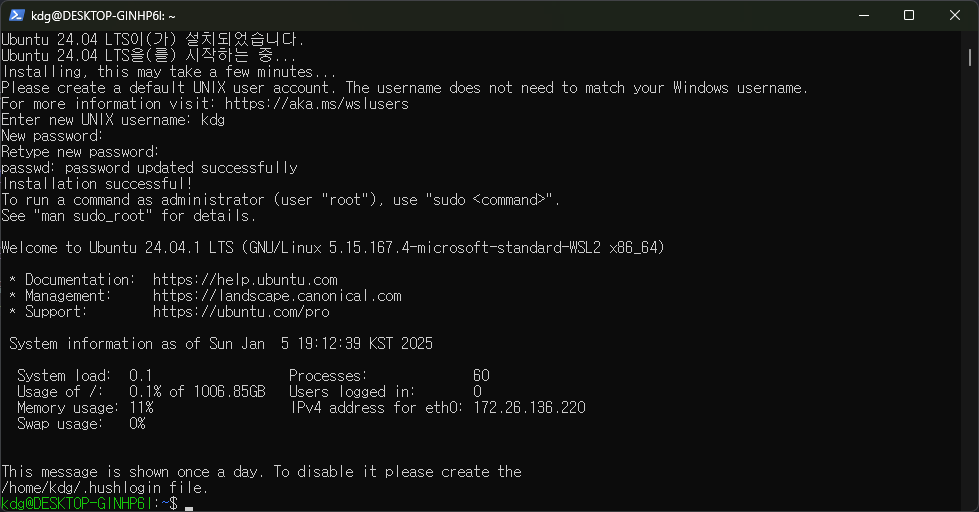 kdg@DESKTOP-GINHP6I: ~
Ubuntu 24.04 LTS이(가) 설치되었습니다.
Ubuntu 24.04 LTS을(를) 시작하는 중...
Installing, this may take a few minutes...
Please create a default UNIX user account. The username does not need to match your Windows username.
For more information visit: https://aka.ms/wslusers
Enter new UNIX username: kdg
New password:
Retype new password:
passwd: password updated successfully
Installation successful!
To run a command as administrator (user "root"), use "sudo <command>".
See "man sudo_root" for details.
Welcome to Ubuntu 24.04.1 LTS (GNU/Linux 5.15.167.4-microsoft-standard-WSL2 x86_64)
* Documentation:  https://help.ubuntu.com
* Management:     https://landscape.canonical.com
* Support:        https://ubuntu.com/pro
System information as of Sun Jan  5 19:12:39 KST 2025
System load:  0.1                 Processes:             60
Usage of /:   0.1% of 1006.85GB   Users logged in:       0
Memory usage: 11%                 IPv4 address for eth0: 172.26.136.220
Swap usage:   0%
This message is shown once a day. To disable it please create the
/home/kdg/.hushlogin file.
kdg@DESKTOP-GINHP6I:~$